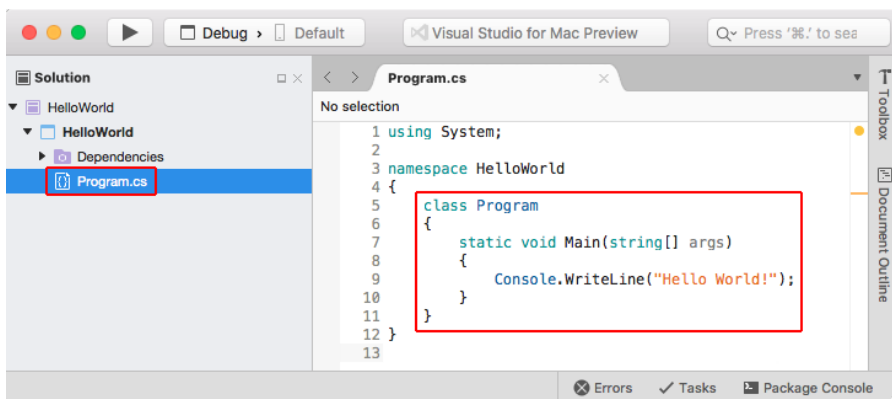 Debug › Default
Visual Studio for Mac Preview
Press '⌘.' to sea
Solution
HelloWorld
HelloWorld
Dependencies
Program.cs
< > Program.cs ×
No selection
1 using System;
2
3 namespace HelloWorld
4 {
5     class Program
6     {
7         static void Main(string[] args)
8         {
9             Console.WriteLine("Hello World!");
10         }
11     }
12 }
13
Toolbox
Document Outline
Errors
Tasks
Package Console